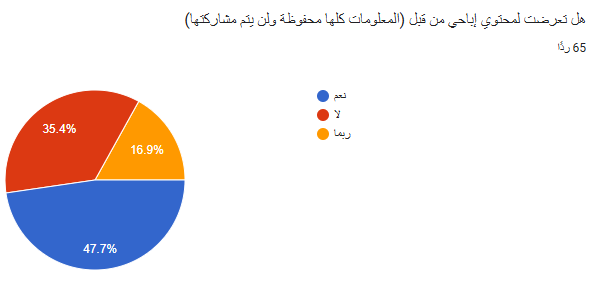 هل تعرضت لمحتوي إباحي من قبل (المعلومات كلها محفوظة ولن يتم مشاركتها)
65 ردًا
نعم
لا
ربما
35.4%
16.9%
47.7%